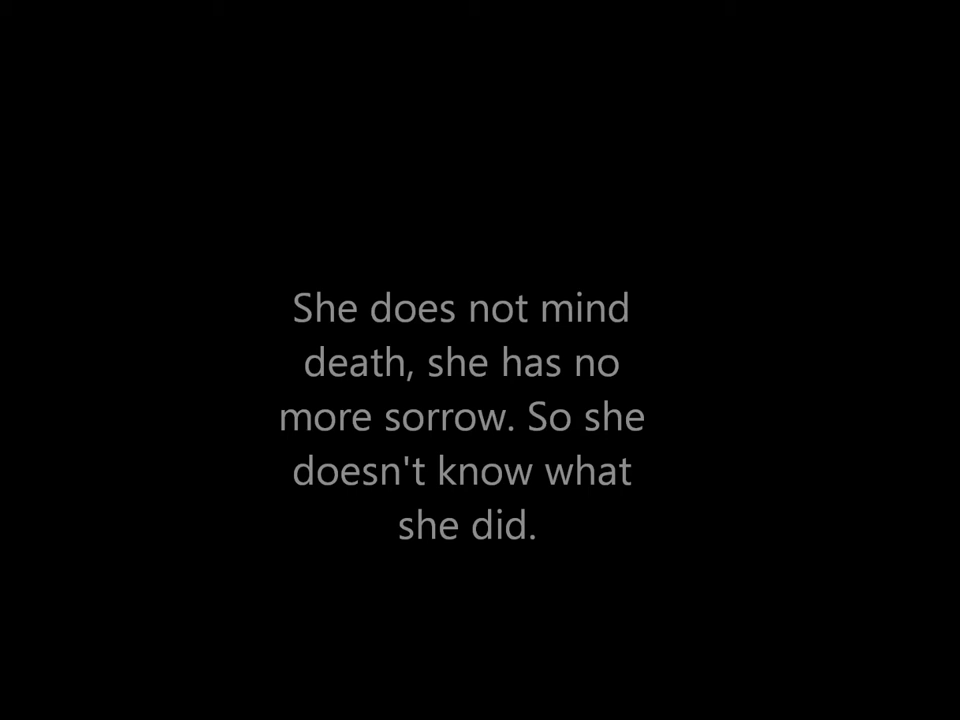 She does not mind
death, she has no
more sorrow. So she
doesn't know what
she did.